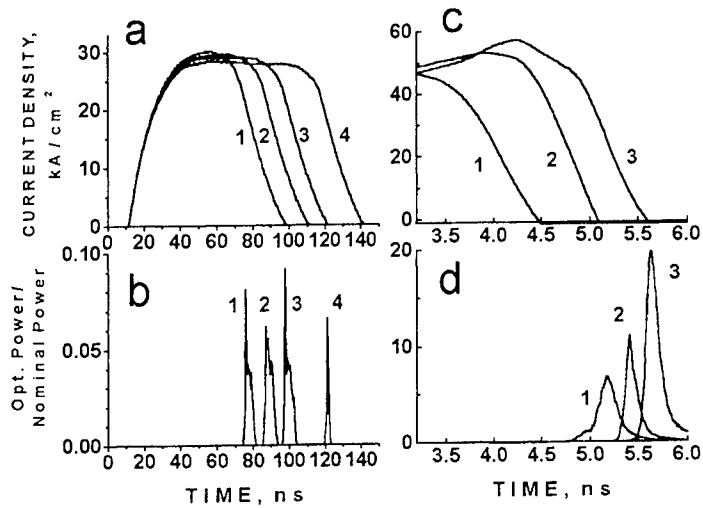 a
CURRENT DENSITY,
kA/cm²
30
20
10
0
1 2 3 4
0 20 40 60 80 100 120 140
c
60
40
20
0
1
2
3
3.5 4.0 4.5 5.0 5.5 6.0
b
Opt. Power/
Nominal Power
0.10
0.05
0.00
1 2 3 4
0 20 40 60 80 100 120 140
TIME, ns
d
20
10
0
1
2
3
3.5 4.0 4.5 5.0 5.5 6.0
TIME, ns